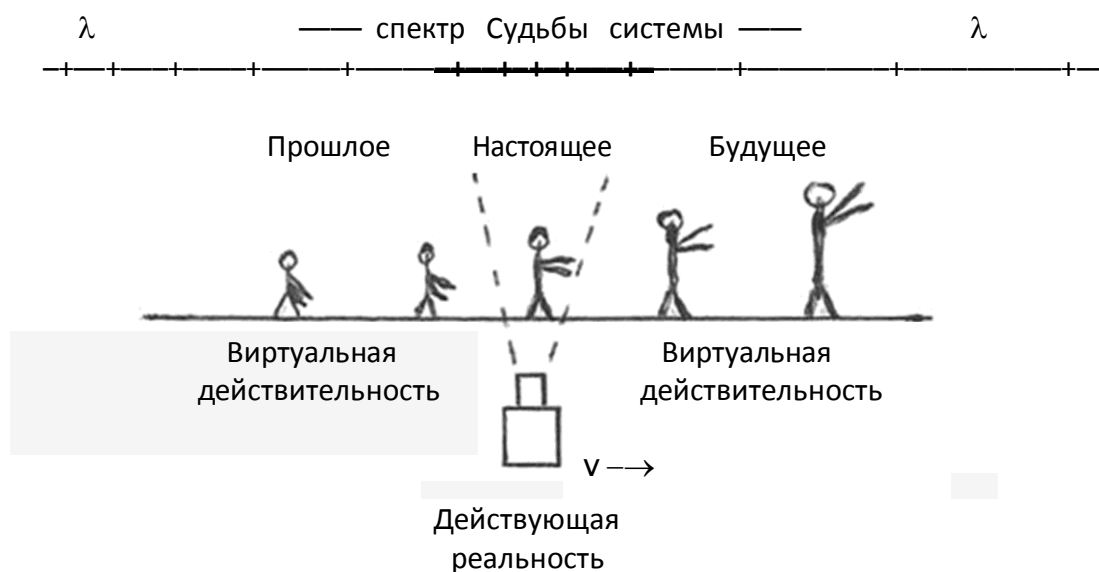 λ —— спектр Судьбы системы —— λ
Прошлое Настоящее Будущее
Виртуальная Виртуальная
действительность действительность
v –→
Действующая
реальность